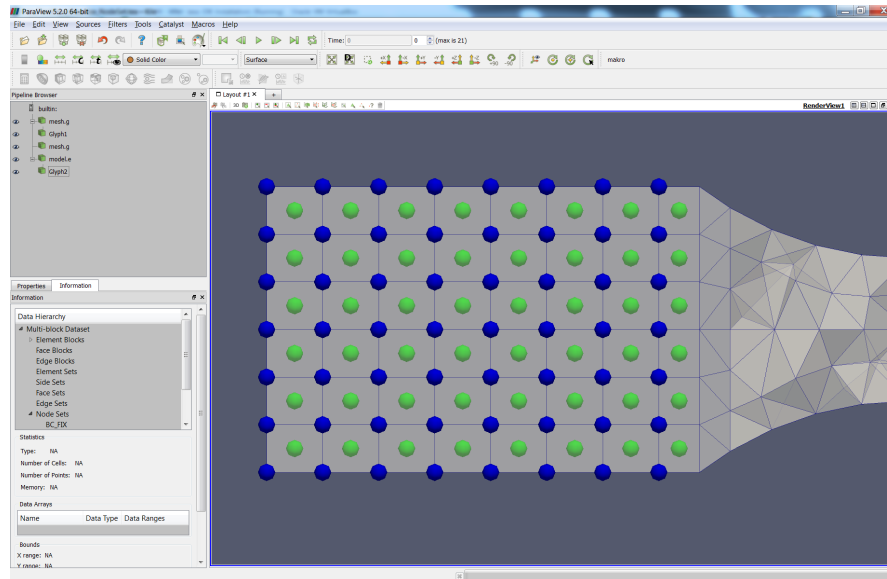 ParaView 5.2.0 64-bit
File Edit View Sources Filters Tools Catalyst Macros Help
Time: 0 0 (max is 21)
Solid Color Surface makro
Pipeline Browser
Layout #1
builtin:
3D
RenderView1
mesh.g
Glyph1
mesh.g
model.e
Glyph2
Properties Information
Information
Data Hierarchy
Multi-block Dataset
Element Blocks
Face Blocks
Edge Blocks
Element Sets
Side Sets
Face Sets
Edge Sets
Node Sets
BC_FIX
Statistics
Type: NA
Number of Cells: NA
Number of Points: NA
Memory: NA
Data Arrays
Name Data Type Data Ranges
Bounds
X range: NA
Y range: NA